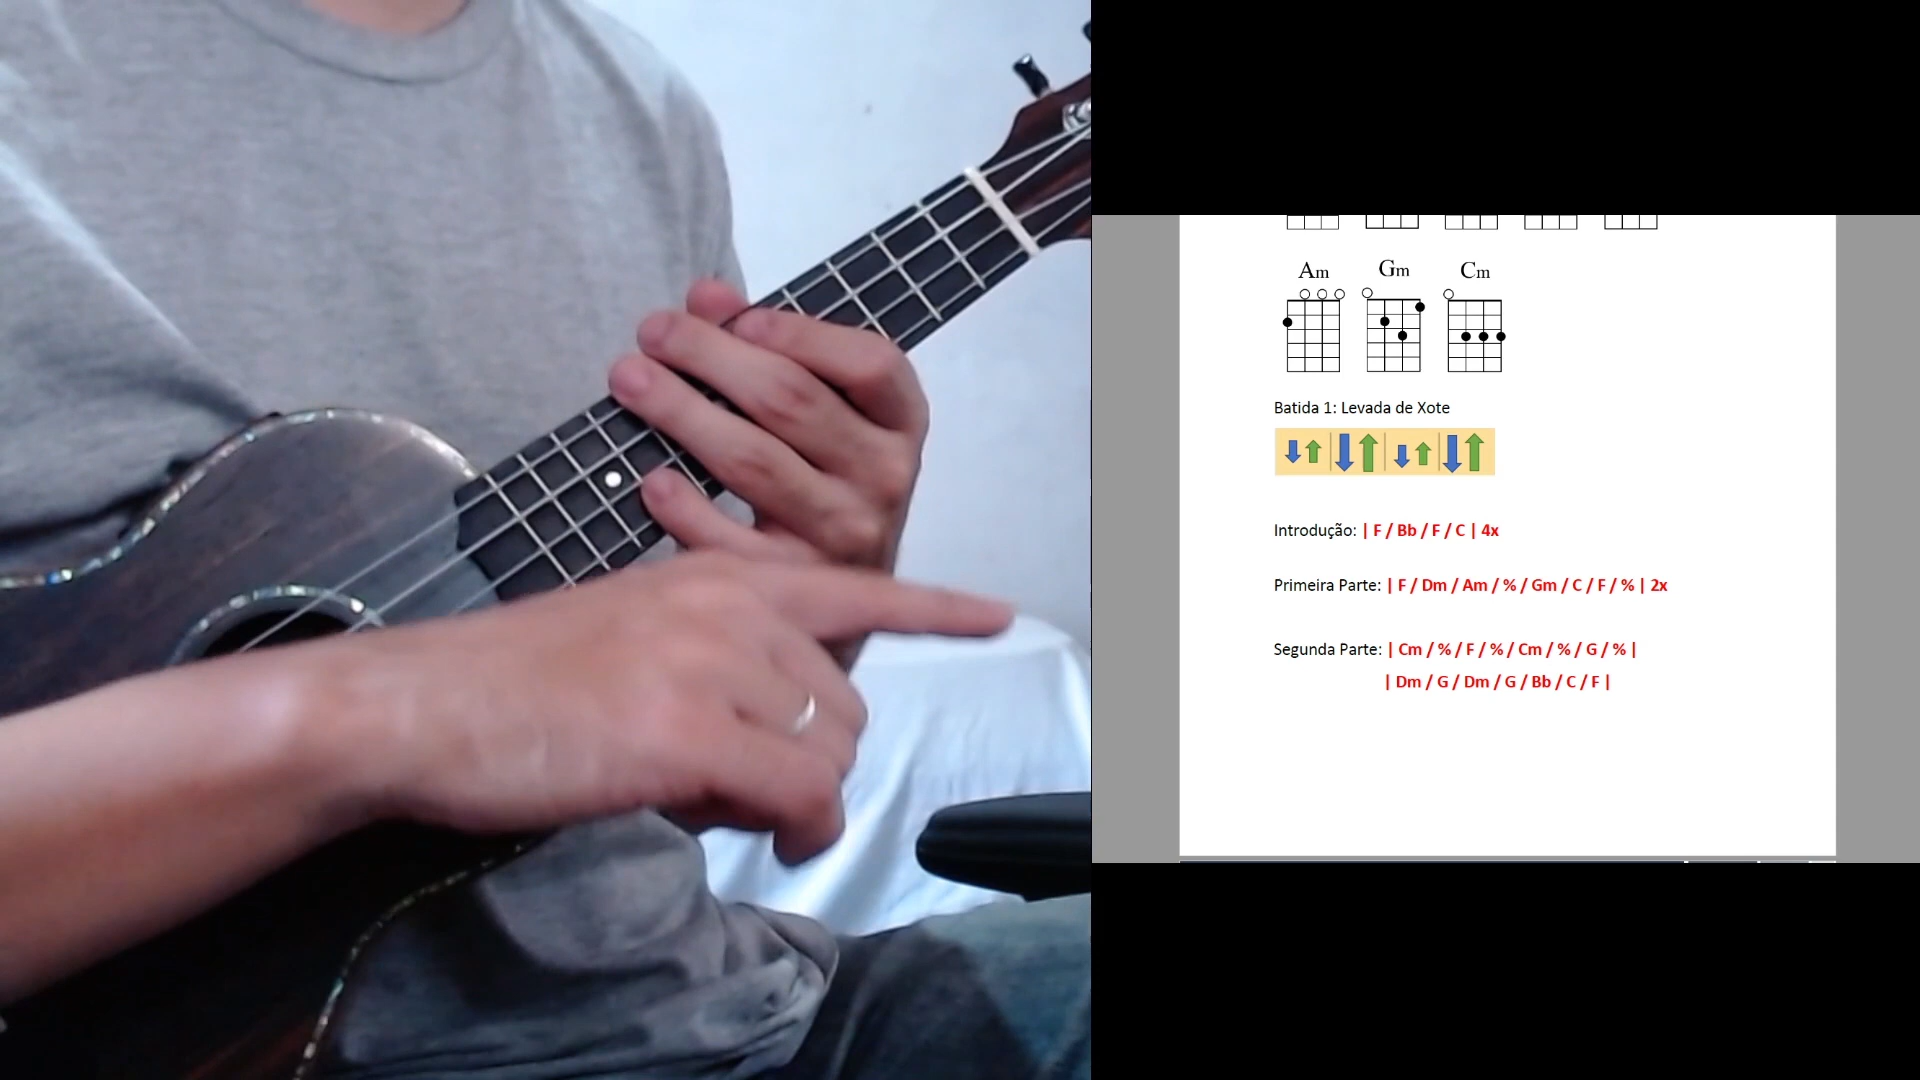 Am Gm Cm
Batida 1: Levada de Xote
Introdução: | F / Bb / F / C | 4x
Primeira Parte: | F / Dm / Am / % / Gm / C / F / % | 2x
Segunda Parte: | Cm / % / F / % / Cm / % / G / % |
| Dm / G / Dm / G / Bb / C / F |